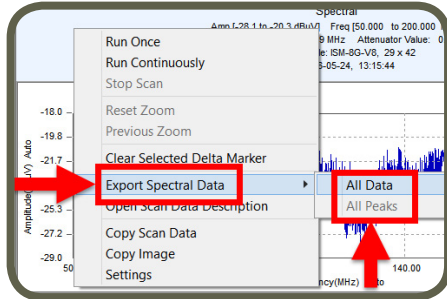 Spectral
Amp [-28.1 to -20.3 dBuV] Freq [50.000 to 200.000
9 MHz Attenuator Value: 0
le: ISM-8G-V8, 29 x 42
5-05-24, 13:15:44
Run Once
Run Continuously
Stop Scan
Reset Zoom
Previous Zoom
Clear Selected Delta Marker
Export Spectral Data
All Data
All Peaks
Open Scan Data Description
Copy Scan Data
Copy Image
Settings
-18.0
-19.8
-21.7
-25.3
-27.2
-29.0
50
140.00